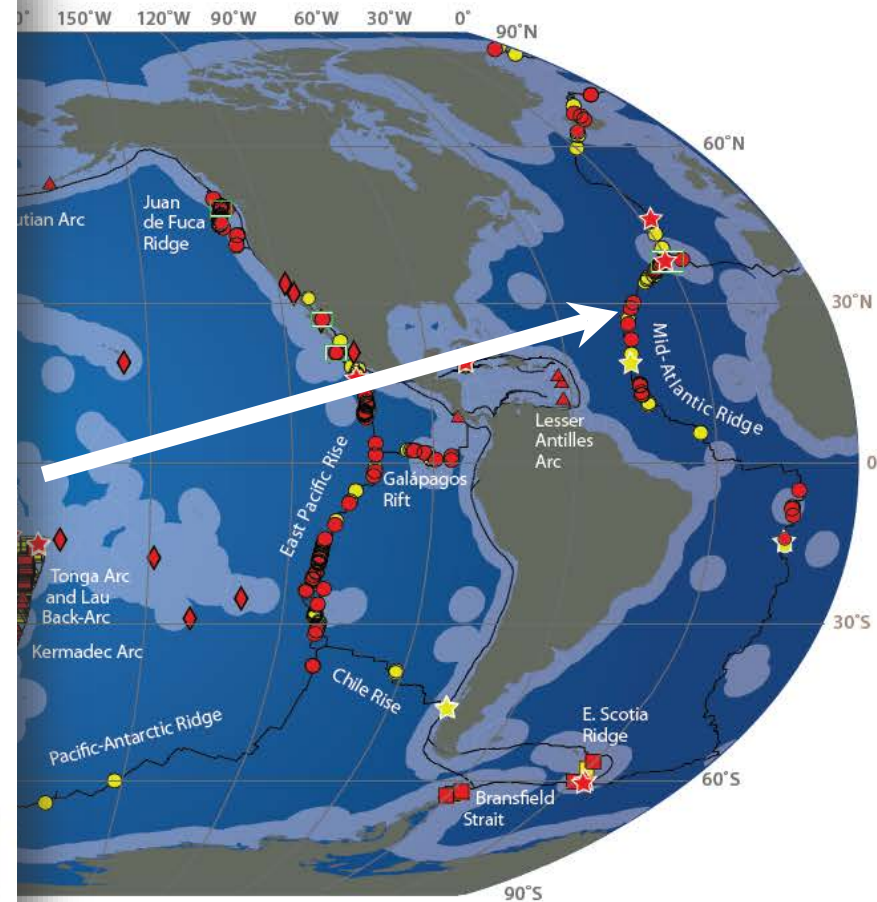 150˚W 120˚W 90˚W 60˚W 30˚W 0˚
90˚N
60˚N
Juan
de Fuca
Ridge
utian Arc
30˚N
Mid-Atlantic Ridge
Lesser
Antilles
Arc
East Pacific Rise
Galápagos
Rift
0
Tonga Arc
and Lau
Back-Arc
Kermadec Arc
30˚S
Chile Rise
Pacific-Antarctic Ridge
E. Scotia
Ridge
60˚S
Bransfield
Strait
90˚S